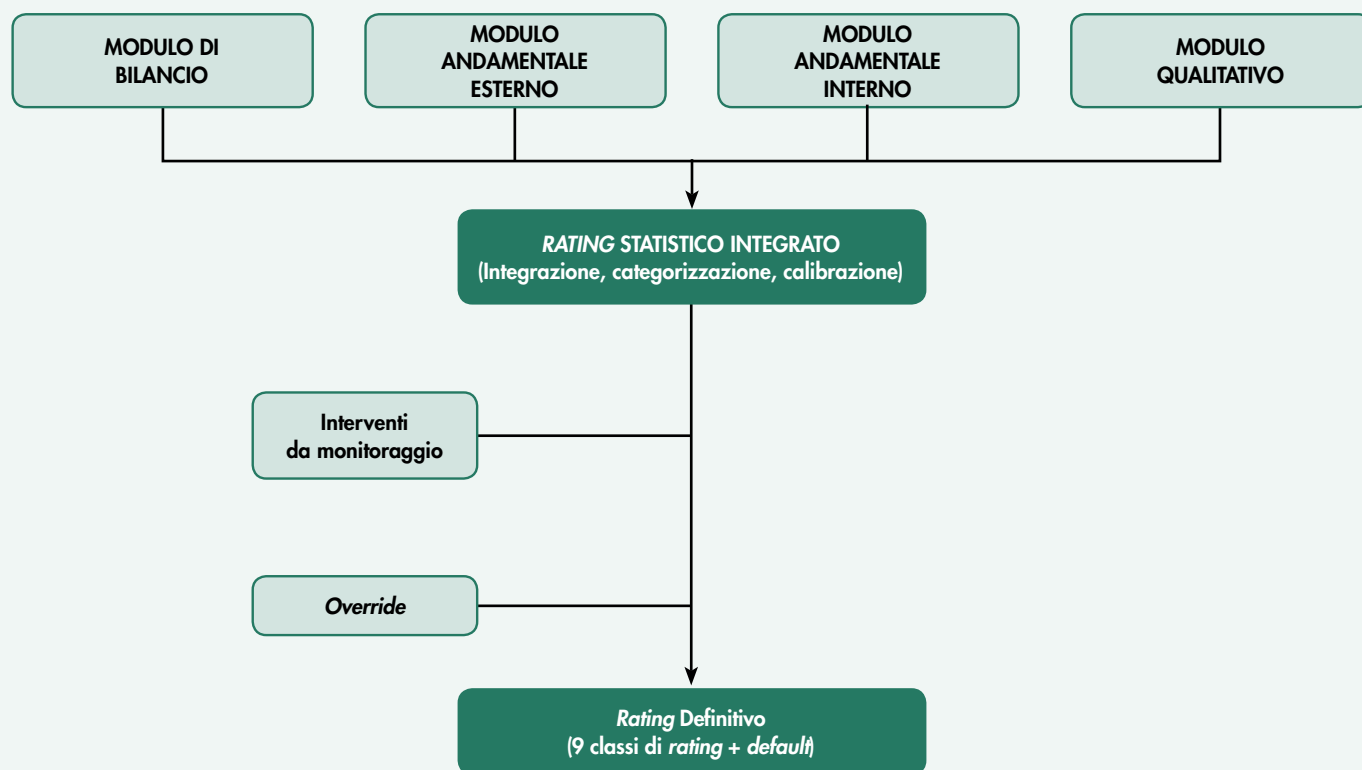 MODULO DI
BILANCIO
MODULO
ANDAMENTALE
ESTERNO
MODULO
ANDAMENTALE
INTERNO
MODULO
QUALITATIVO
RATING STATISTICO INTEGRATO
(Integrazione, categorizzazione, calibrazione)
Interventi
da monitoraggio
Override
Rating Definitivo
(9 classi di rating + default)